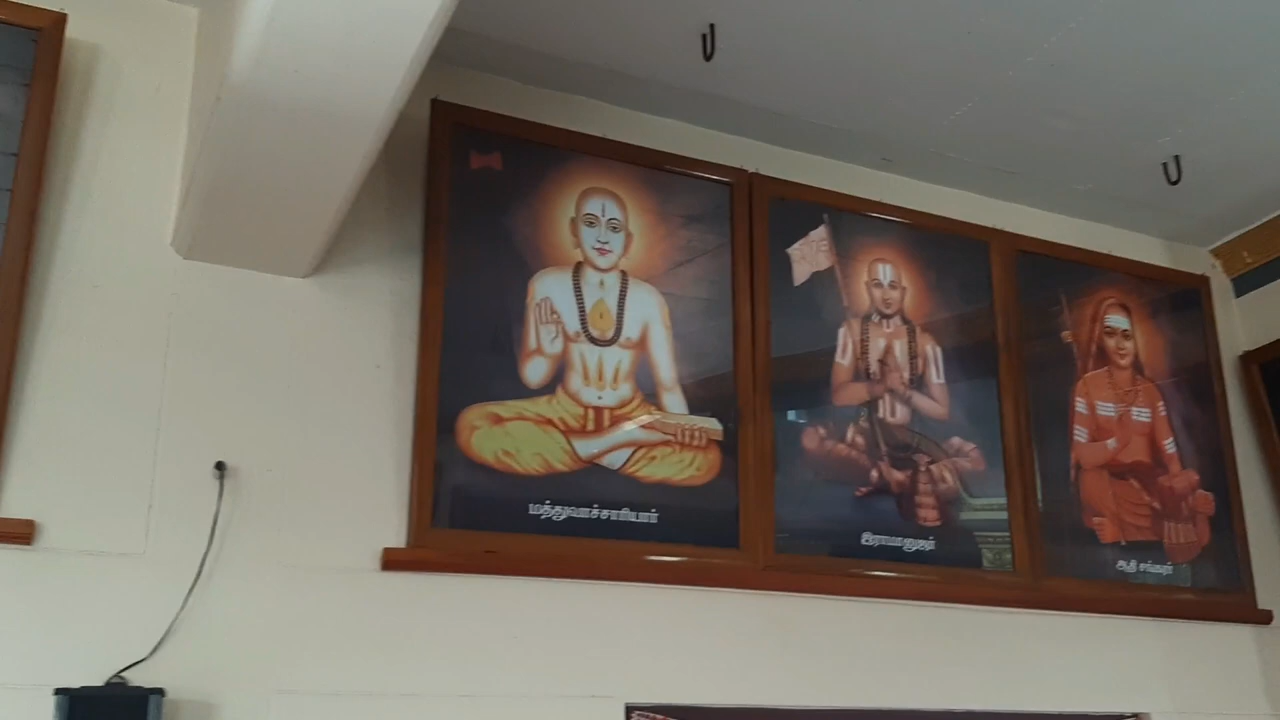 மத்துவாச்சாரியார்
இராமானுஜர்
ஆதி சங்கரர்